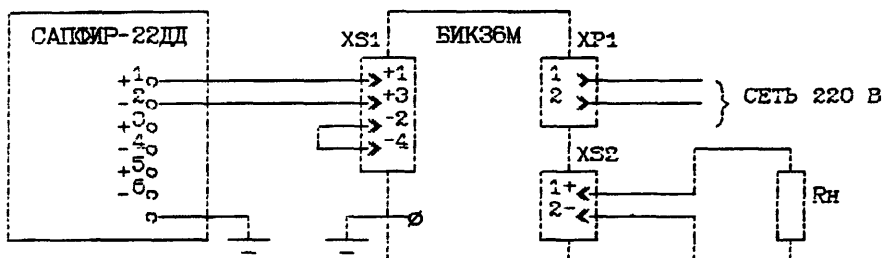 САПФИР-22ДД
XS1
БИК36М
XP1
+1
-2
+3
-4
+5
-6
+1
+3
-2
-4
1
2
СЕТЬ 220 В
XS2
1+
2-
Rн